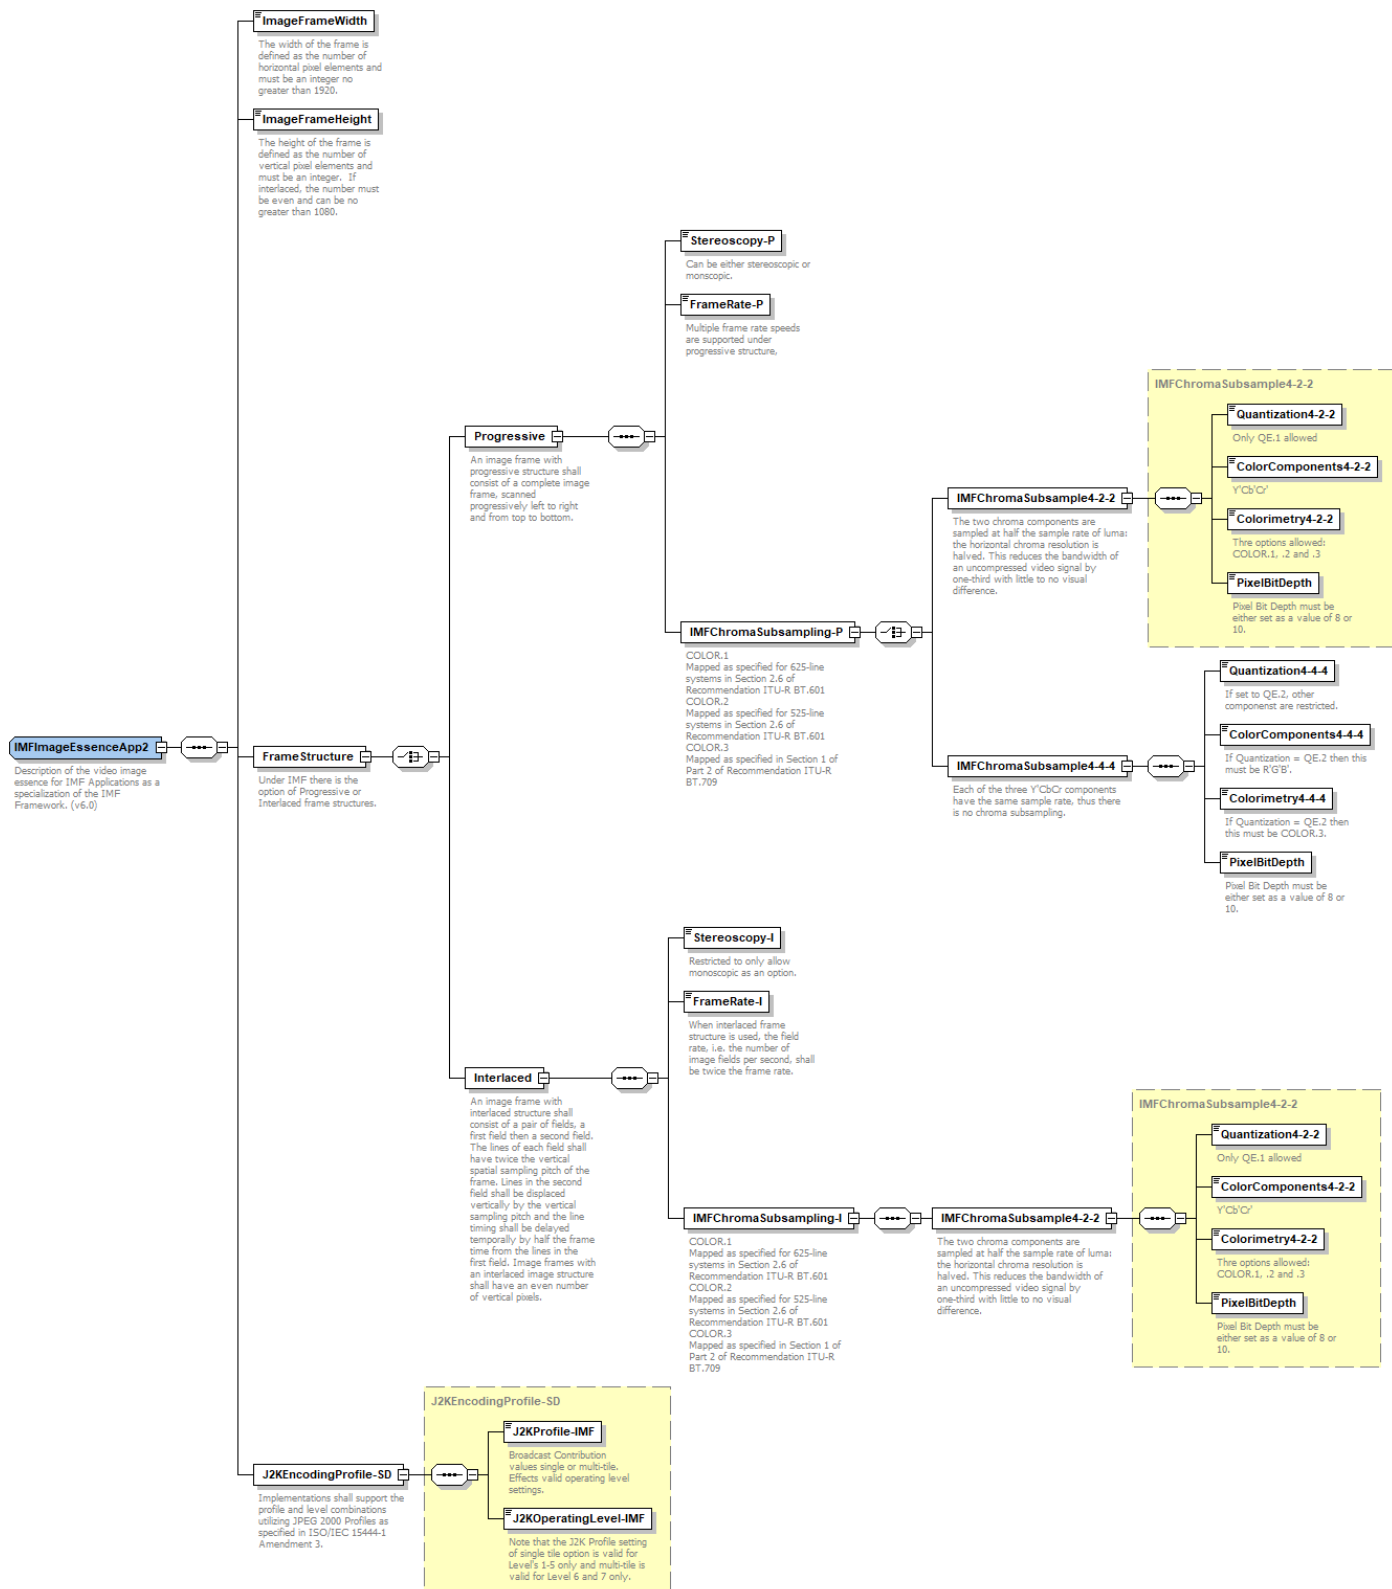 ImageFrameWidth
The width of the frame is
defined as the number of
horizontal pixel elements and
must be an integer no
greater than 1920.
ImageFrameHeight
The height of the frame is
defined as the number of
vertical pixel elements and
must be an integer.  If
interlaced, the number must
be even and can be no
greater than 1080.
IMFImageEssenceApp2
Description of the video image
essence for IMF Applications as a
specialization of the IMF
Framework. (v6.0)
FrameStructure
Under IMF there is the
option of Progressive or
Interlaced frame structures.
Progressive
An image frame with
progressive structure shall
consist of a complete image
frame, scanned
progressively left to right
and from top to bottom.
Stereoscopy-P
Can be either stereoscopic or
monscopic.
FrameRate-P
Multiple frame rate speeds
are supported under
progressive structure,
IMFChromaSubsampling-P
COLOR.1
Mapped as specified for 625-line
systems in Section 2.6 of
Recommendation ITU-R BT.601
COLOR.2
Mapped as specified for 525-line
systems in Section 2.6 of
Recommendation ITU-R BT.601
COLOR.3
Mapped as specified in Section 1 of
Part 2 of Recommendation ITU-R
BT.709
IMFChromaSubsample4-2-2
The two chroma components are
sampled at half the sample rate of luma:
the horizontal chroma resolution is
halved. This reduces the bandwidth of
an uncompressed video signal by
one-third with little to no visual
difference.
IMFChromaSubsample4-2-2
Quantization4-2-2
Only QE.1 allowed
ColorComponents4-2-2
Y'Cb'Cr'
Colorimetry4-2-2
Thre options allowed:
COLOR.1, .2 and .3
PixelBitDepth
Pixel Bit Depth must be
either set as a value of 8 or
10.
IMFChromaSubsample4-4-4
Each of the three Y'CbCr components
have the same sample rate, thus there
is no chroma subsampling.
Quantization4-4-4
If set to QE.2, other
componenst are restricted.
ColorComponents4-4-4
If Quantization = QE.2 then this
must be R'G'B'.
Colorimetry4-4-4
If Quantization = QE.2 then
this must be COLOR.3.
PixelBitDepth
Pixel Bit Depth must be
either set as a value of 8 or
10.
Interlaced
An image frame with
interlaced structure shall
consist of a pair of fields, a
first field then a second field.
The lines of each field shall
have twice the vertical
spatial sampling pitch of the
frame. Lines in the second
field shall be displaced
vertically by the vertical
sampling pitch and the line
timing shall be delayed
temporally by half the frame
time from the lines in the
first field. Image frames with
an interlaced image structure
shall have an even number
of vertical pixels.
Stereoscopy-I
Restricted to only allow
monoscopic as an option.
FrameRate-I
When interlaced frame
structure is used, the field
rate, i.e. the number of
image fields per second, shall
be twice the frame rate.
IMFChromaSubsampling-I
COLOR.1
Mapped as specified for 625-line
systems in Section 2.6 of
Recommendation ITU-R BT.601
COLOR.2
Mapped as specified for 525-line
systems in Section 2.6 of
Recommendation ITU-R BT.601
COLOR.3
Mapped as specified in Section 1 of
Part 2 of Recommendation ITU-R
BT.709
IMFChromaSubsample4-2-2
The two chroma components are
sampled at half the sample rate of luma:
the horizontal chroma resolution is
halved. This reduces the bandwidth of
an uncompressed video signal by
one-third with little to no visual
difference.
IMFChromaSubsample4-2-2
Quantization4-2-2
Only QE.1 allowed
ColorComponents4-2-2
Y'Cb'Cr'
Colorimetry4-2-2
Thre options allowed:
COLOR.1, .2 and .3
PixelBitDepth
Pixel Bit Depth must be
either set as a value of 8 or
10.
J2KEncodingProfile-SD
Implementations shall support the
profile and level combinations
utilizing JPEG 2000 Profiles as
specified in ISO/IEC 15444-1
Amendment 3.
J2KEncodingProfile-SD
J2KProfile-IMF
Broadcast Contribution
values single or multi-tile.
Effects valid operating level
settings.
J2KOperatingLevel-IMF
Note that the J2K Profile setting
of single tile option is valid for
Level's 1-5 only and multi-tile is
valid for Level 6 and 7 only.